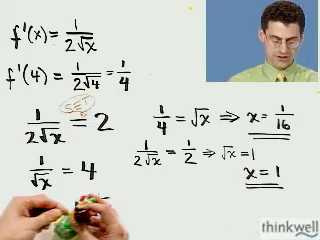 f'(x) = 1/(2√x)
f'(4) = 1/(2√4) = 1/4
SET
1/(2√x) = 2
1/√x = 4
1/4 = √x ⇒ x = 1/16
1/(2√x) = 1/2 ⇒ √x = 1
x = 1
thinkwell